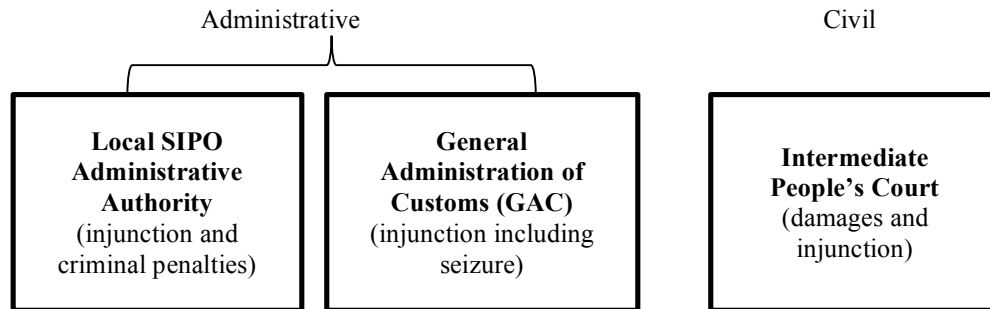 Administrative
Civil
Local SIPO
Administrative
Authority
(injunction and
criminal penalties)
General
Administration of
Customs (GAC)
(injunction including
seizure)
Intermediate
People’s Court
(damages and
injunction)